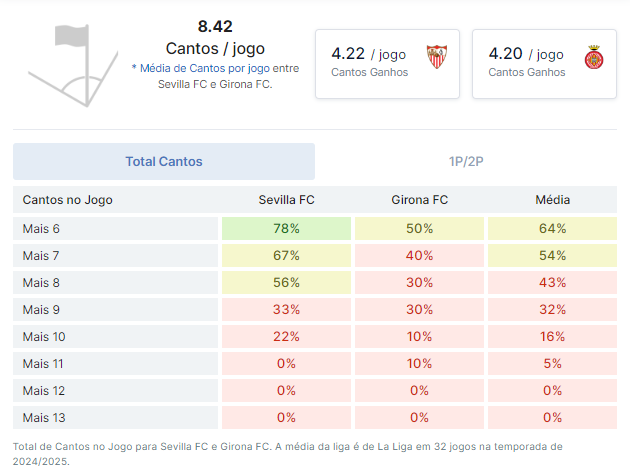 8.42
Cantos / jogo
* Média de Cantos por jogo entre
Sevilla FC e Girona FC.
4.22 / jogo
Cantos Ganhos
4.20 / jogo
Cantos Ganhos
Total Cantos 1P/2P
Cantos no Jogo Sevilla FC Girona FC Média
Mais 6 78% 50% 64%
Mais 7 67% 40% 54%
Mais 8 56% 30% 43%
Mais 9 33% 30% 32%
Mais 10 22% 10% 16%
Mais 11 0% 10% 5%
Mais 12 0% 0% 0%
Mais 13 0% 0% 0%
Total de Cantos no Jogo para Sevilla FC e Girona FC. A média da liga é de La Liga em 32 jogos na temporada de
2024/2025.